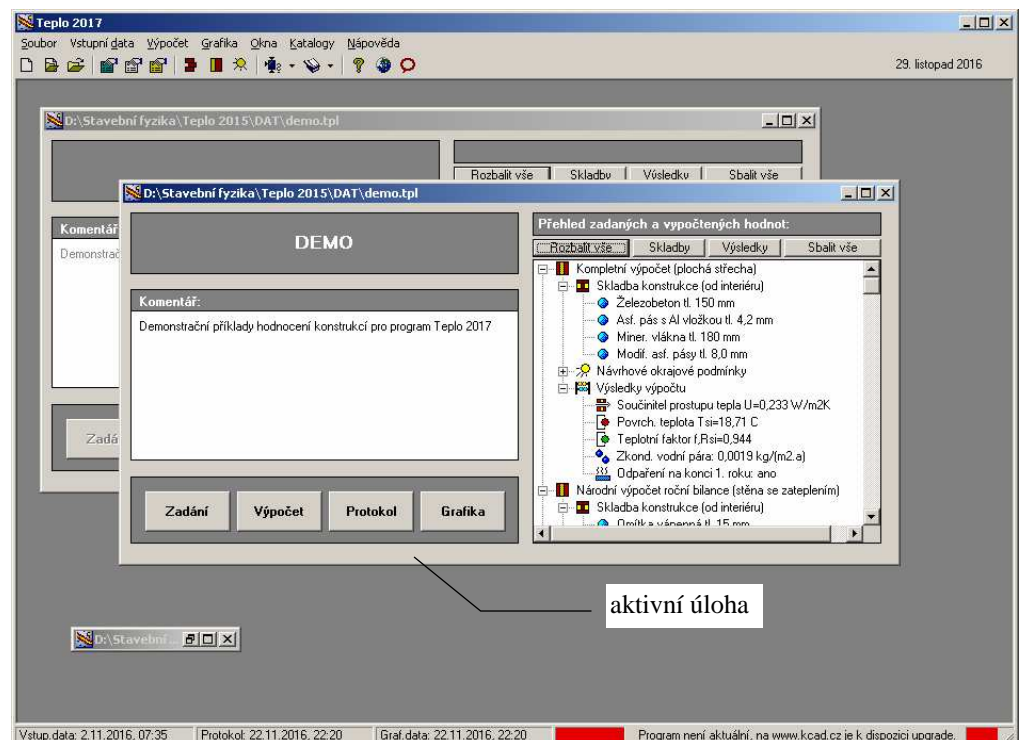 Teplo 2017
Soubor Vstupní data Výpočet Grafika Okna Katalogy Nápověda
29. listopad 2016
D:\Stavební fyzika\Teplo 2015\DAT\demo.tpl
Rozbalit vše Skladby Výsledky Sbalit vše
D:\Stavební fyzika\Teplo 2015\DAT\demo.tpl
Komentář
Demonstrač
Zadá
DEMO
Komentář:
Demonstrační příklady hodnocení konstrukcí pro program Teplo 2017
Zadání Výpočet Protokol Grafika
Přehled zadaných a vypočtených hodnot:
Rozbalit vše Skladby Výsledky Sbalit vše
Kompletní výpočet (plochá střecha)
Skladba konstrukce (od interiéru)
Železobeton tl. 150 mm
Asf. pás s Al vložkou tl. 4,2 mm
Miner. vlákna tl. 180 mm
Modif. asf. pásy tl. 8,0 mm
Návrhové okrajové podmínky
Výsledky výpočtu
Součinitel prostupu tepla U=0,233 W/m2K
Povrch. teplota Tsi=18,71 C
Teplotní faktor f,Rsi=0,944
Zkond. vodní pára: 0,0019 kg/(m2.a)
Odpaření na konci 1. roku: ano
Národní výpočet roční bilance (stěna se zateplením)
Skladba konstrukce (od interiéru)
Omítka vápenná tl. 15 mm
aktivní úloha
D:\Stavební ...
Vstup.data: 2.11.2016, 07:35 Protokol: 22.11.2016, 22:20 Graf.data: 22.11.2016, 22:20 Program není aktuální, na www.kcad.cz je k dispozici upgrade.